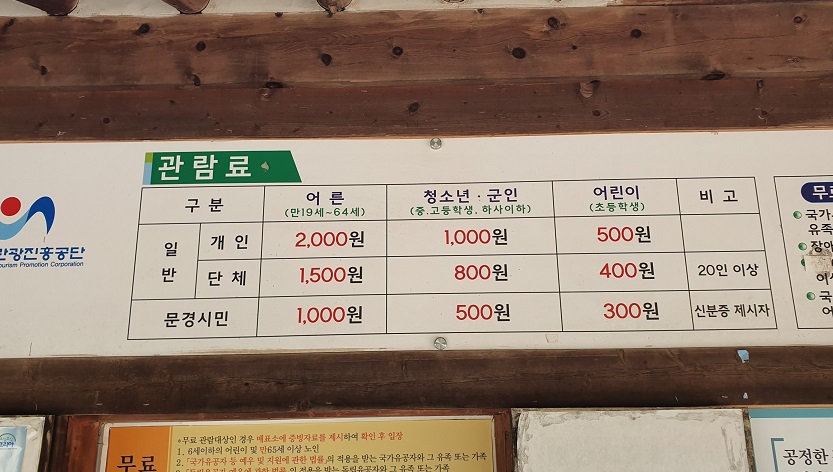 관람료
구분 어른 (만19세~64세) 청소년·군인 (중.고등학생, 하사이하) 어린이 (초등학생) 비고
일반 개인 2,000원 1,000원 500원
단체 1,500원 800원 400원 20인 이상
문경시민 1,000원 500원 300원 신분증 제시자
관광진흥공단
ourism Promotion Corporation
무료
국가
유족
장애
국
*무료 관람대상인 경우 매표소에 증빙자료를 제시하여 확인 후 입장
1. 6세이하의 어린이 및 만65세 이상 노인
2. 「국가유공자 등 예우 및 지원에 관한 법률」의 적용을 받는 국가유공자와 그 유족 또는 가족
무료
공정한